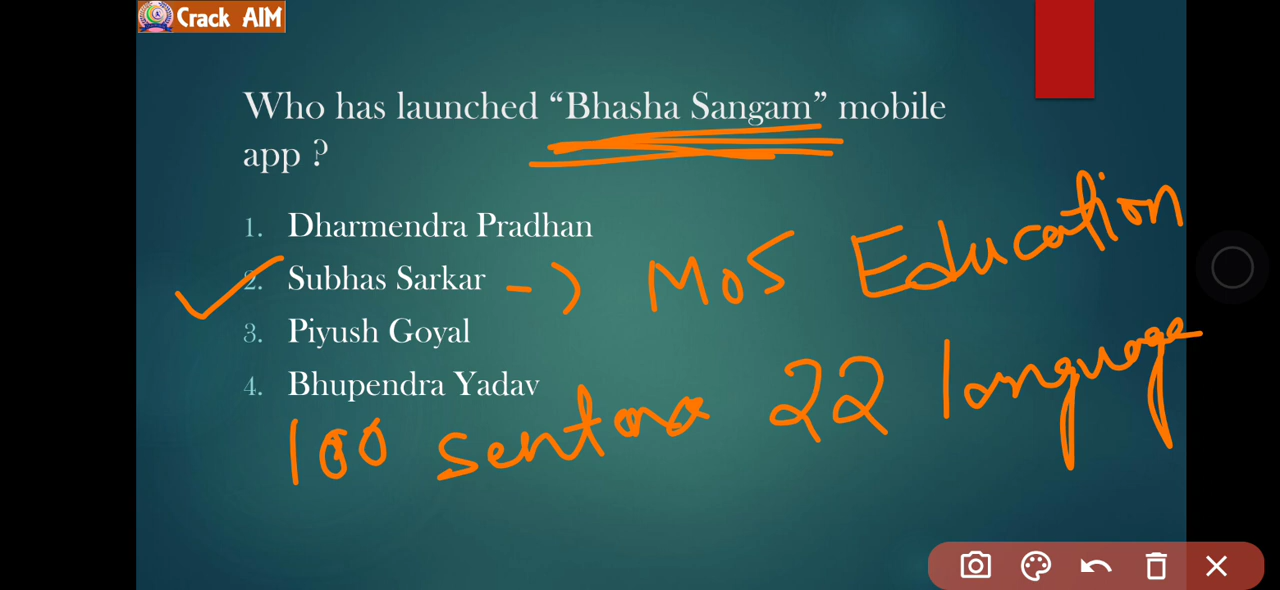 Crack AIM
Who has launched “Bhasha Sangam” mobile
app ?
1. Dharmendra Pradhan
2. Subhas Sarkar -> MoS Education
3. Piyush Goyal
4. Bhupendra Yadav
100 22 language